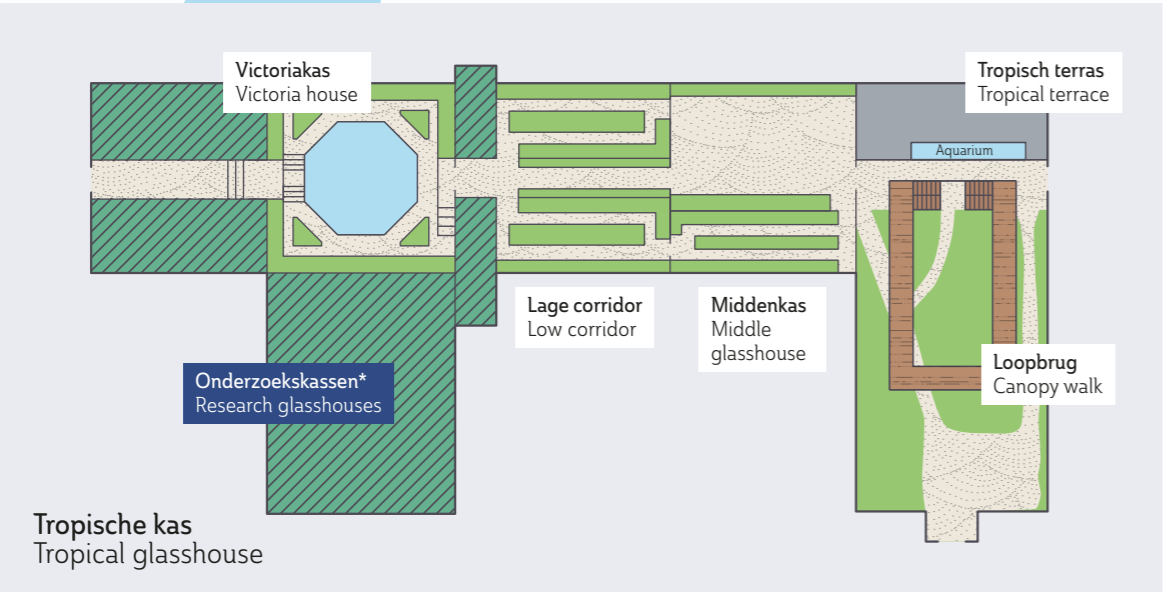 Victoriakas
Victoria house
Tropisch terras
Tropical terrace
Aquarium
Lage corridor
Low corridor
Middenkas
Middle
glasshouse
Loopbrug
Canopy walk
Onderzoekskassen*
Research glasshouses
Tropische kas
Tropical glasshouse